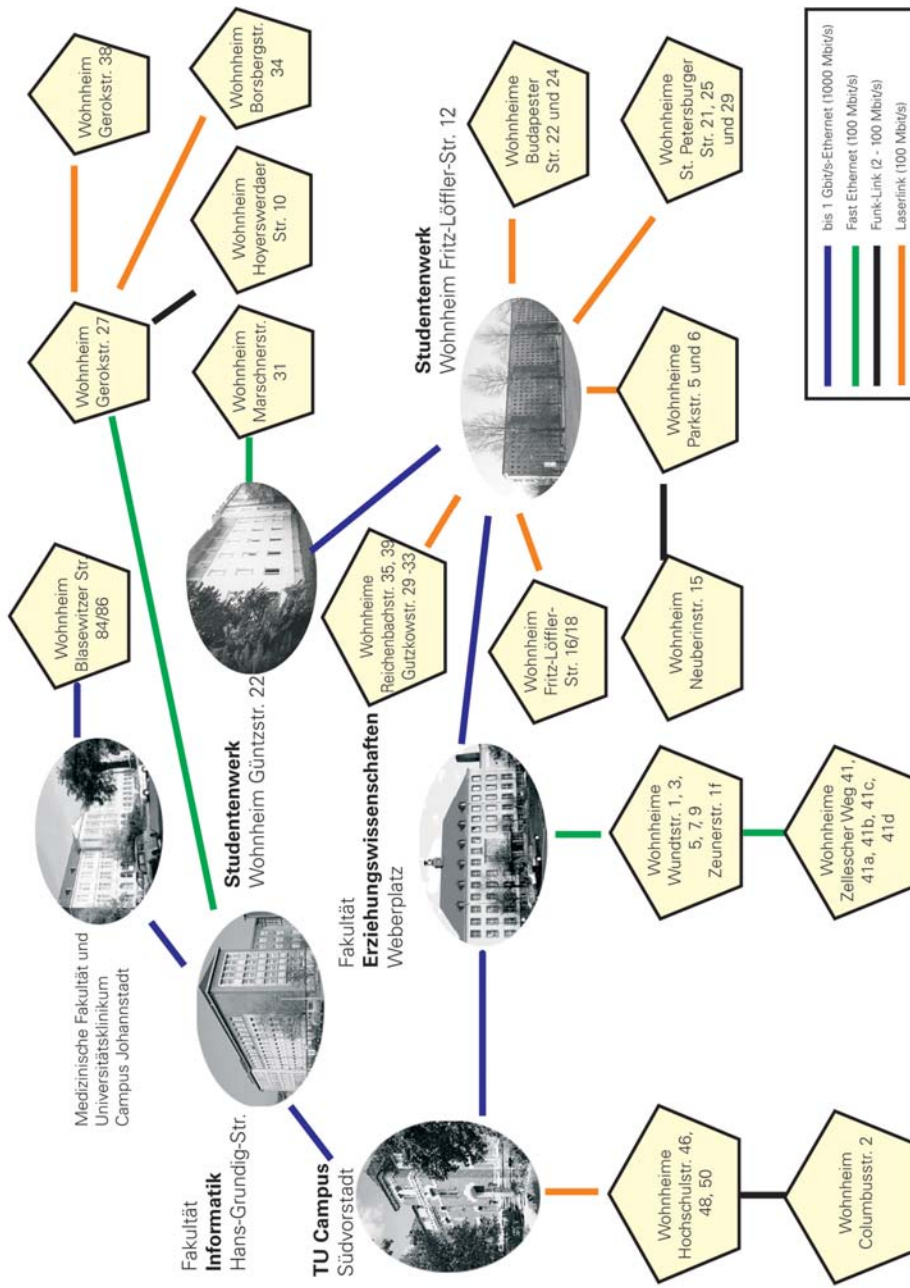 Medizinische Fakultät und
Universitätsklinikum
Campus Johannstadt
Wohnheim
Blasewitzer Str.
84/86
Wohnheim
Gerokstr. 27
Wohnheim
Gerokstr. 38
Wohnheim
Borsbergstr.
34
Wohnheim
Hoyerswerdaer
Str. 10
Wohnheim
Marschnerstr.
31
Fakultät
Informatik
Hans-Grundig-Str.
Studentenwerk
Wohnheim Güntzstr. 22
Studentenwerk
Wohnheim Fritz-Löffler-Str. 12
TU Campus
Südvorstadt
Fakultät
Erziehungswissenschaften
Weberplatz
Wohnheime
Reichenbachstr. 35, 39
Gutzkowstr. 29 -33
Wohnheim
Fritz-Löffler-
Str. 16/18
Wohnheime
Budapester
Str. 22 und 24
Wohnheime
St. Petersburger
Str. 21, 25
und 29
Wohnheime
Parkstr. 5 und 6
Wohnheim
Neuberinstr. 15
Wohnheime
Wundtstr. 1, 3,
5, 7, 9
Zeunerstr. 1f
Wohnheime
Zellescher Weg 41,
41a, 41b, 41c,
41d
Wohnheime
Hochschulstr. 46,
48, 50
Wohnheim
Columbusstr. 2
bis 1 Gbit/s-Ethernet (1000 Mbit/s)
Fast Ethernet (100 Mbit/s)
Funk-Link (2 - 100 Mbit/s)
Laserlink (100 Mbit/s)